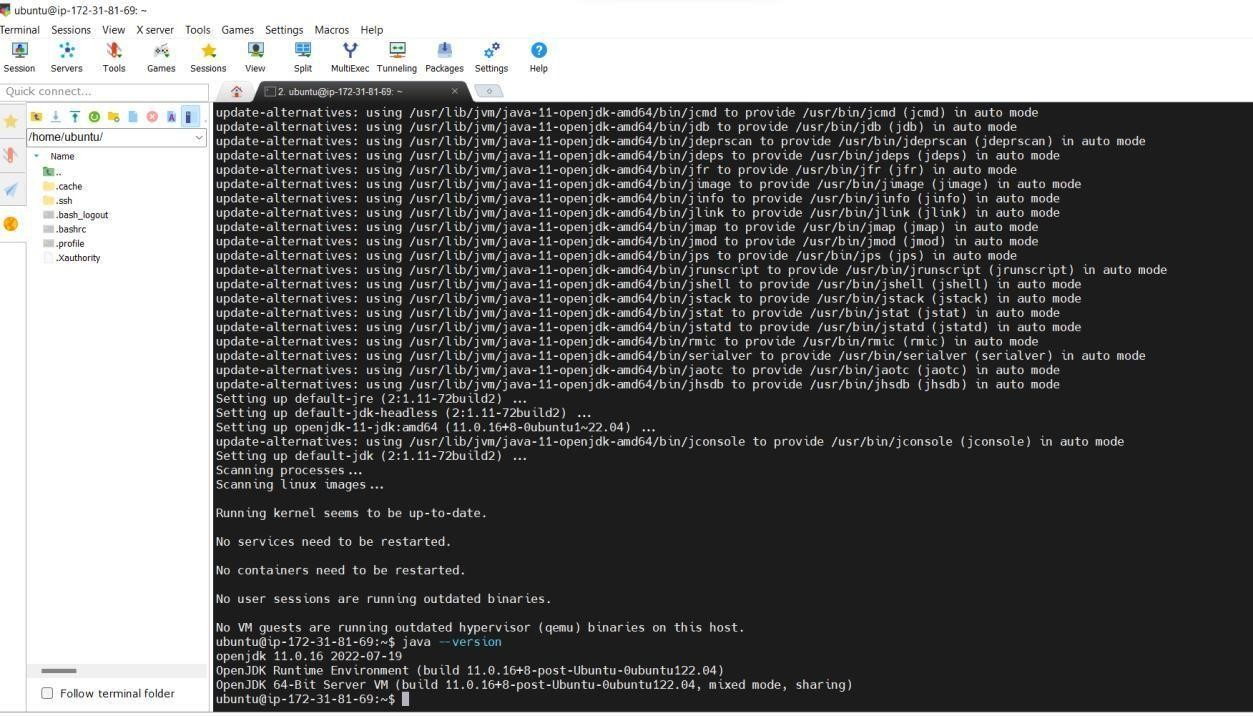 ubuntu@ip-172-31-81-69: ~
Terminal Sessions View X server Tools Games Settings Macros Help
Session Servers Tools Games Sessions View Split MultiExec Tunneling Packages Settings Help
Quick connect...
2. ubuntu@ip-172-31-81-69: ~
/home/ubuntu/
Name
..
.cache
.ssh
.bash_logout
.bashrc
.profile
.Xauthority
Follow terminal folder
update-alternatives: using /usr/lib/jvm/java-11-openjdk-amd64/bin/jcmd to provide /usr/bin/jcmd (jcmd) in auto mode
update-alternatives: using /usr/lib/jvm/java-11-openjdk-amd64/bin/jdb to provide /usr/bin/jdb (jdb) in auto mode
update-alternatives: using /usr/lib/jvm/java-11-openjdk-amd64/bin/jdeprscan to provide /usr/bin/jdeprscan (jdeprscan) in auto mode
update-alternatives: using /usr/lib/jvm/java-11-openjdk-amd64/bin/jdeps to provide /usr/bin/jdeps (jdeps) in auto mode
update-alternatives: using /usr/lib/jvm/java-11-openjdk-amd64/bin/jfr to provide /usr/bin/jfr (jfr) in auto mode
update-alternatives: using /usr/lib/jvm/java-11-openjdk-amd64/bin/jimage to provide /usr/bin/jimage (jimage) in auto mode
update-alternatives: using /usr/lib/jvm/java-11-openjdk-amd64/bin/jinfo to provide /usr/bin/jinfo (jinfo) in auto mode
update-alternatives: using /usr/lib/jvm/java-11-openjdk-amd64/bin/jlink to provide /usr/bin/jlink (jlink) in auto mode
update-alternatives: using /usr/lib/jvm/java-11-openjdk-amd64/bin/jmap to provide /usr/bin/jmap (jmap) in auto mode
update-alternatives: using /usr/lib/jvm/java-11-openjdk-amd64/bin/jmod to provide /usr/bin/jmod (jmod) in auto mode
update-alternatives: using /usr/lib/jvm/java-11-openjdk-amd64/bin/jps to provide /usr/bin/jps (jps) in auto mode
update-alternatives: using /usr/lib/jvm/java-11-openjdk-amd64/bin/jrunscript to provide /usr/bin/jrunscript (jrunscript) in auto mode
update-alternatives: using /usr/lib/jvm/java-11-openjdk-amd64/bin/jshell to provide /usr/bin/jshell (jshell) in auto mode
update-alternatives: using /usr/lib/jvm/java-11-openjdk-amd64/bin/jstack to provide /usr/bin/jstack (jstack) in auto mode
update-alternatives: using /usr/lib/jvm/java-11-openjdk-amd64/bin/jstat to provide /usr/bin/jstat (jstat) in auto mode
update-alternatives: using /usr/lib/jvm/java-11-openjdk-amd64/bin/jstatd to provide /usr/bin/jstatd (jstatd) in auto mode
update-alternatives: using /usr/lib/jvm/java-11-openjdk-amd64/bin/rmic to provide /usr/bin/rmic (rmic) in auto mode
update-alternatives: using /usr/lib/jvm/java-11-openjdk-amd64/bin/serialver to provide /usr/bin/serialver (serialver) in auto mode
update-alternatives: using /usr/lib/jvm/java-11-openjdk-amd64/bin/jaotc to provide /usr/bin/jaotc (jaotc) in auto mode
update-alternatives: using /usr/lib/jvm/java-11-openjdk-amd64/bin/jhsdb to provide /usr/bin/jhsdb (jhsdb) in auto mode
Setting up default-jre (2:1.11-72build2) ...
Setting up default-jdk-headless (2:1.11-72build2) ...
Setting up openjdk-11-jdk:amd64 (11.0.16+8-0ubuntu1~22.04) ...
update-alternatives: using /usr/lib/jvm/java-11-openjdk-amd64/bin/jconsole to provide /usr/bin/jconsole (jconsole) in auto mode
Setting up default-jdk (2:1.11-72build2) ...
Scanning processes...
Scanning linux images...
Running kernel seems to be up-to-date.
No services need to be restarted.
No containers need to be restarted.
No user sessions are running outdated binaries.
No VM guests are running outdated hypervisor (qemu) binaries on this host.
ubuntu@ip-172-31-81-69:~$ java --version
openjdk 11.0.16 2022-07-19
OpenJDK Runtime Environment (build 11.0.16+8-post-Ubuntu-0ubuntu122.04)
OpenJDK 64-Bit Server VM (build 11.0.16+8-post-Ubuntu-0ubuntu122.04, mixed mode, sharing)
ubuntu@ip-172-31-81-69:~$